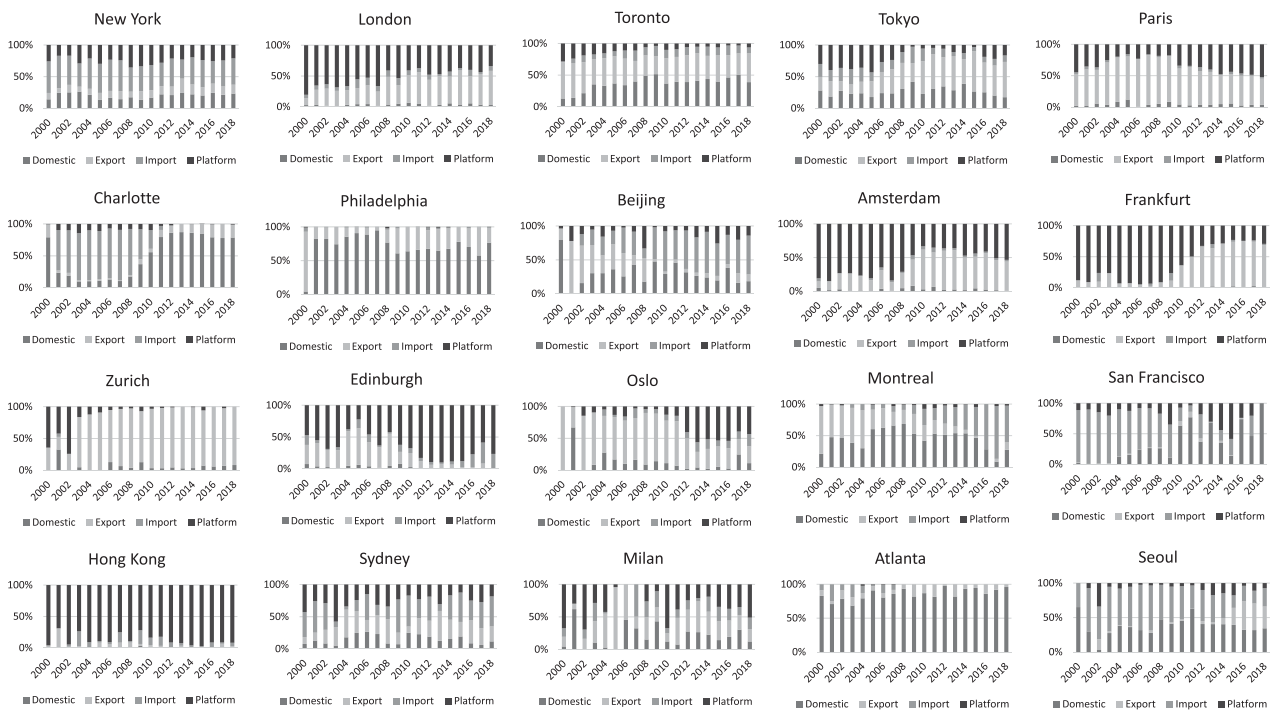 New York London Toronto Tokyo Paris
100% 100% 100% 100% 100%
50% 50% 50% 50% 50%
0% 0% 0% 0% 0%
2000 2002 2004 2006 2008 2010 2012 2014 2016 2018 2000 2002 2004 2006 2008 2010 2012 2014 2016 2018 2000 2002 2004 2006 2008 2010 2012 2014 2016 2018 2000 2002 2004 2006 2008 2010 2012 2014 2016 2018 2000 2002 2004 2006 2008 2010 2012 2014 2016 2018
Domestic Export Import Platform Domestic Export Import Platform Domestic Export Import Platform Domestic Export Import Platform Domestic Export Import Platform
Charlotte Philadelphia Beijing Amsterdam Frankfurt
100% 100% 100% 100% 100%
50% 50% 50% 50% 50%
0% 0% 0% 0% 0%
2000 2002 2004 2006 2008 2010 2012 2014 2016 2018 2000 2002 2004 2006 2008 2010 2012 2014 2016 2018 2000 2002 2004 2006 2008 2010 2012 2014 2016 2018 2000 2002 2004 2006 2008 2010 2012 2014 2016 2018 2000 2002 2004 2006 2008 2010 2012 2014 2016 2018
Domestic Export Import Platform Domestic Export Import Platform Domestic Export Import Platform Domestic Export Import Platform Domestic Export Import Platform
Zurich Edinburgh Oslo Montreal San Francisco
100% 100% 100% 100% 100%
50% 50% 50% 50% 50%
0% 0% 0% 0% 0%
2000 2002 2004 2006 2008 2010 2012 2014 2016 2018 2000 2002 2004 2006 2008 2010 2012 2014 2016 2018 2000 2002 2004 2006 2008 2010 2012 2014 2016 2018 2000 2002 2004 2006 2008 2010 2012 2014 2016 2018 2000 2002 2004 2006 2008 2010 2012 2014 2016 2018
Domestic Export Import Platform Domestic Export Import Platform Domestic Export Import Platform Domestic Export Import Platform Domestic Export Import Platform
Hong Kong Sydney Milan Atlanta Seoul
100% 100% 100% 100% 100%
50% 50% 50% 50% 50%
0% 0% 0% 0% 0%
2000 2002 2004 2006 2008 2010 2012 2014 2016 2018 2000 2002 2004 2006 2008 2010 2012 2014 2016 2018 2000 2002 2004 2006 2008 2010 2012 2014 2016 2018 2000 2002 2004 2006 2008 2010 2012 2014 2016 2018 2000 2002 2004 2006 2008 2010 2012 2014 2016 2018
Domestic Export Import Platform Domestic Export Import Platform Domestic Export Import Platform Domestic Export Import Platform Domestic Export Import Platform